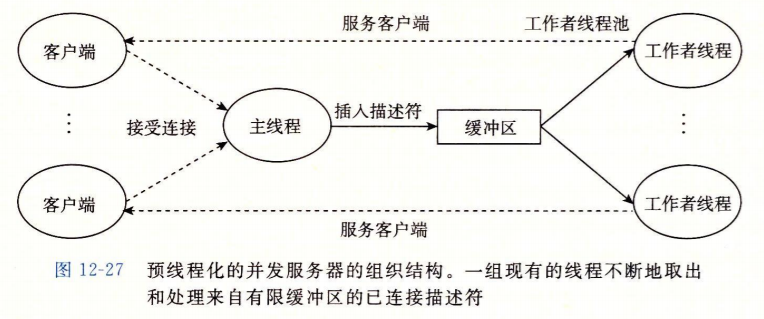 服务客户端
工作者线程池
客户端
工作者线程
接受连接
主线程
插入描述符
缓冲区
客户端
工作者线程
服务客户端
图 12-27 预线程化的并发服务器的组织结构。一组现有的线程不断地取出
和处理来自有限缓冲区的已连接描述符